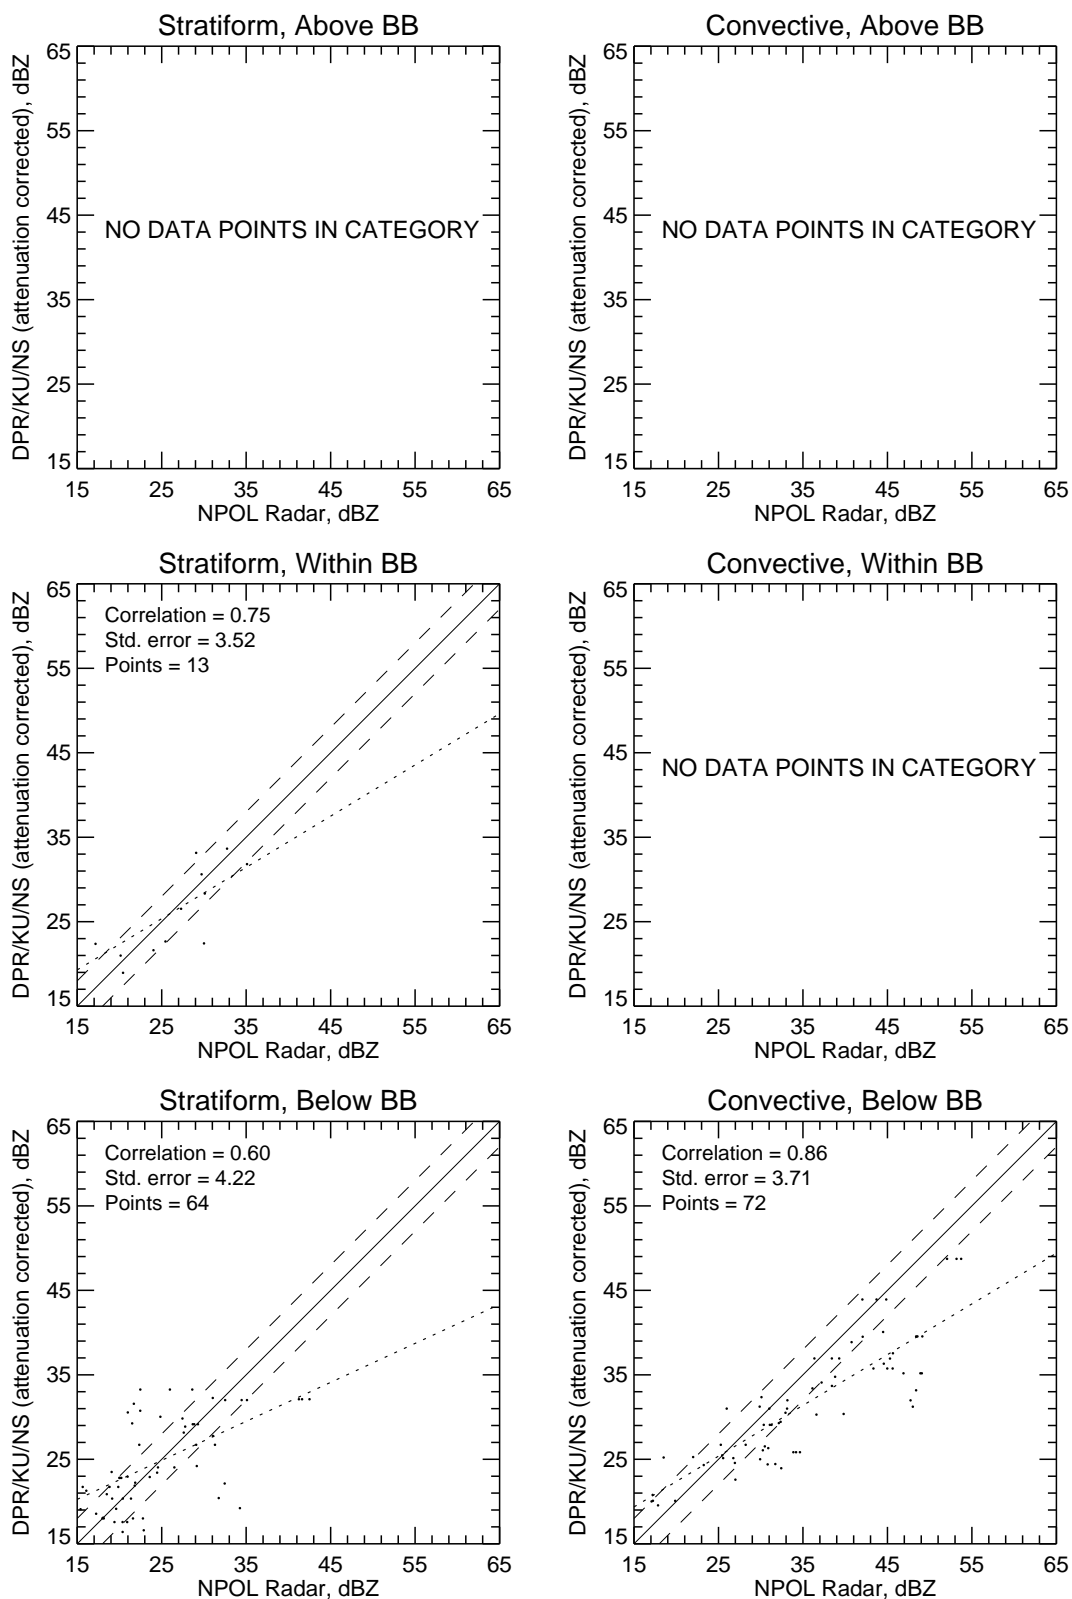 Stratiform, Above BB
65
55
45
35
25
15
DPR/KU/NS (attenuation corrected), dBZ
NO DATA POINTS IN CATEGORY
15 25 35 45 55 65
NPOL Radar, dBZ
Convective, Above BB
65
55
45
35
25
15
DPR/KU/NS (attenuation corrected), dBZ
NO DATA POINTS IN CATEGORY
15 25 35 45 55 65
NPOL Radar, dBZ
Stratiform, Within BB
65
55
45
35
25
15
DPR/KU/NS (attenuation corrected), dBZ
Correlation = 0.75
Std. error = 3.52
Points = 13
15 25 35 45 55 65
NPOL Radar, dBZ
Convective, Within BB
65
55
45
35
25
15
DPR/KU/NS (attenuation corrected), dBZ
NO DATA POINTS IN CATEGORY
15 25 35 45 55 65
NPOL Radar, dBZ
Stratiform, Below BB
65
55
45
35
25
15
DPR/KU/NS (attenuation corrected), dBZ
Correlation = 0.60
Std. error = 4.22
Points = 64
15 25 35 45 55 65
NPOL Radar, dBZ
Convective, Below BB
65
55
45
35
25
15
DPR/KU/NS (attenuation corrected), dBZ
Correlation = 0.86
Std. error = 3.71
Points = 72
15 25 35 45 55 65
NPOL Radar, dBZ